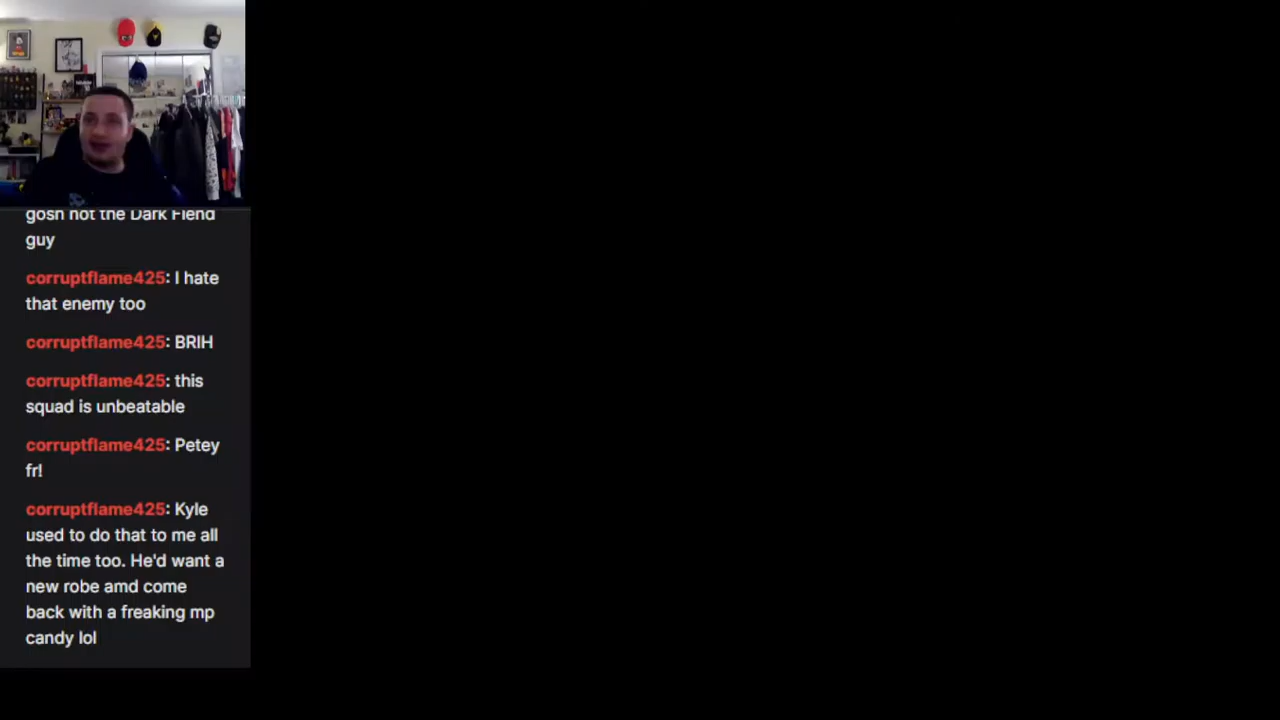 gosh not the Dark Fiend
guy
corruptflame425: I hate
that enemy too
corruptflame425: BRIH
corruptflame425: this
squad is unbeatable
corruptflame425: Petey
fr!
corruptflame425: Kyle
used to do that to me all
the time too. He'd want a
new robe amd come
back with a freaking mp
candy lol